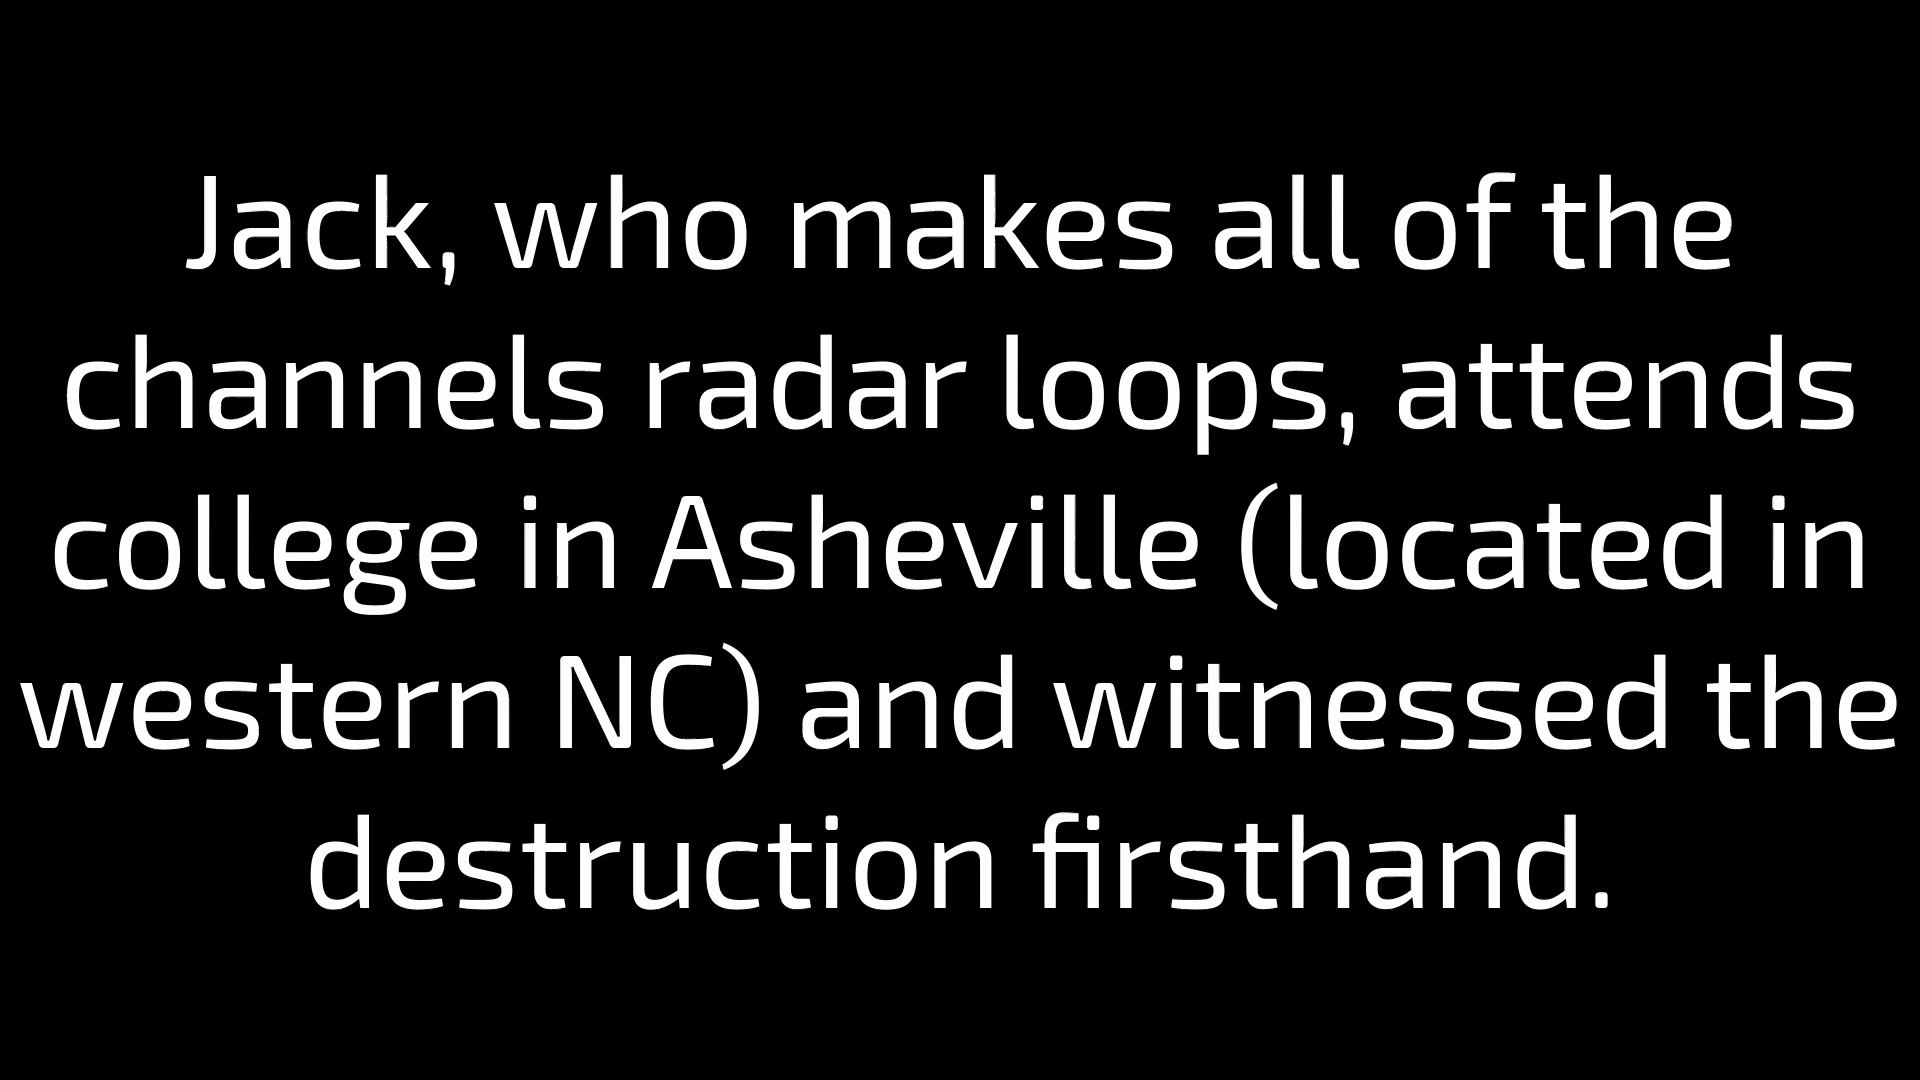 Jack, who makes all of the
channels radar loops, attends
college in Asheville (located in
western NC) and witnessed the
destruction firsthand.